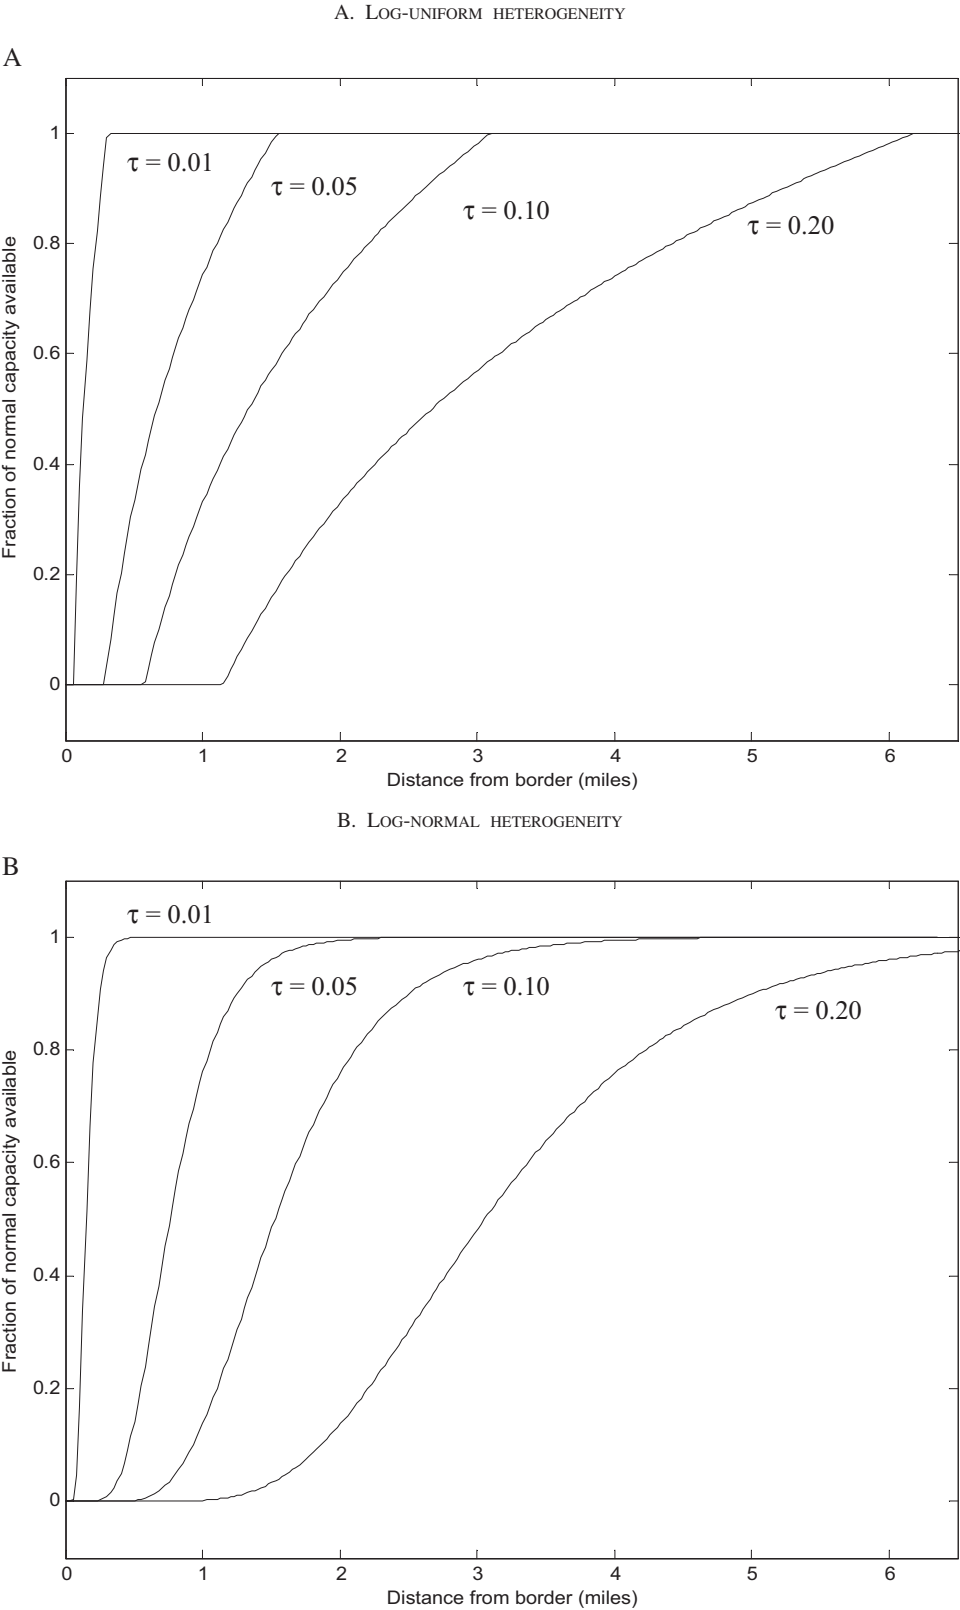 A. LOG-UNIFORM HETEROGENEITY
A
1
τ = 0.01
τ = 0.05
τ = 0.10
τ = 0.20
0.8
0.6
0.4
0.2
0
Fraction of normal capacity available
0 1 2 3 4 5 6
Distance from border (miles)
B. LOG-NORMAL HETEROGENEITY
B
τ = 0.01
1
τ = 0.05
τ = 0.10
τ = 0.20
0.8
0.6
0.4
0.2
0
Fraction of normal capacity available
0 1 2 3 4 5 6
Distance from border (miles)